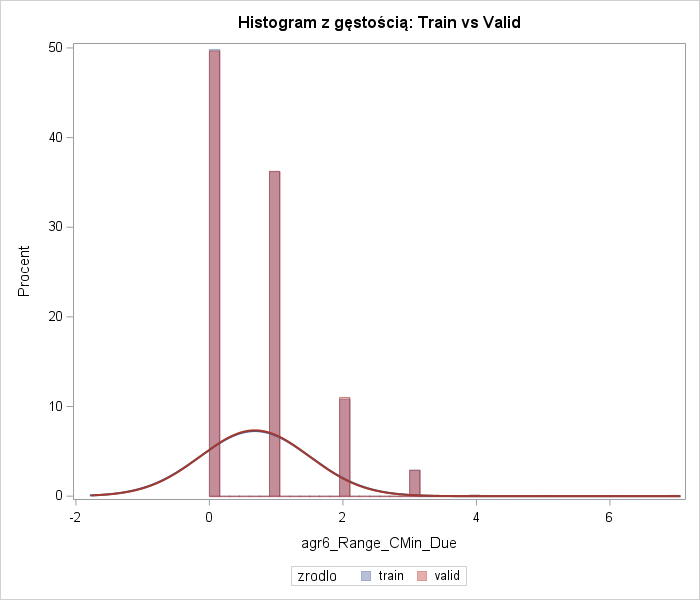 Histogram z gęstością: Train vs Valid
50
40
30
20
10
0
Procent
-2 0 2 4 6
agr6_Range_CMin_Due
zrodlo train valid